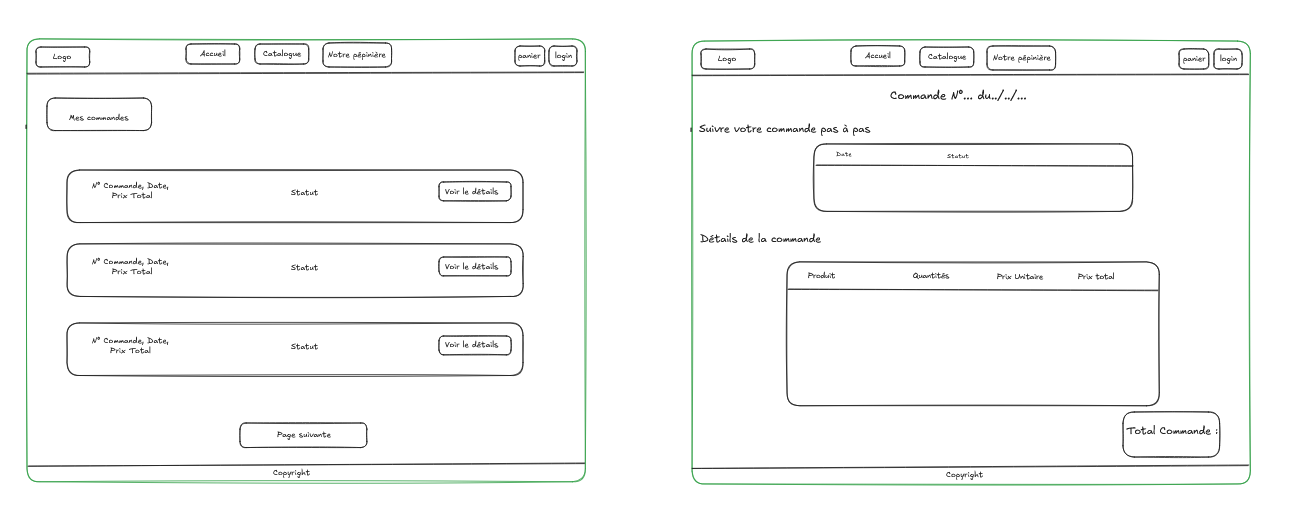 Logo
Accueil
Catalogue
Notre pépinière
panier
login
Mes commandes
N° Commande, Date,
Prix Total
Statut
Voir le détails
N° Commande, Date,
Prix Total
Statut
Voir le détails
N° Commande, Date,
Prix Total
Statut
Voir le détails
Page suivante
Copyright
Logo
Accueil
Catalogue
Notre pépinière
panier
login
Commande N°... du../../...
Suivre votre commande pas à pas
Date
Statut
Détails de la commande
Produit
Quantités
Prix Unitaire
Prix total
Total Commande :
Copyright